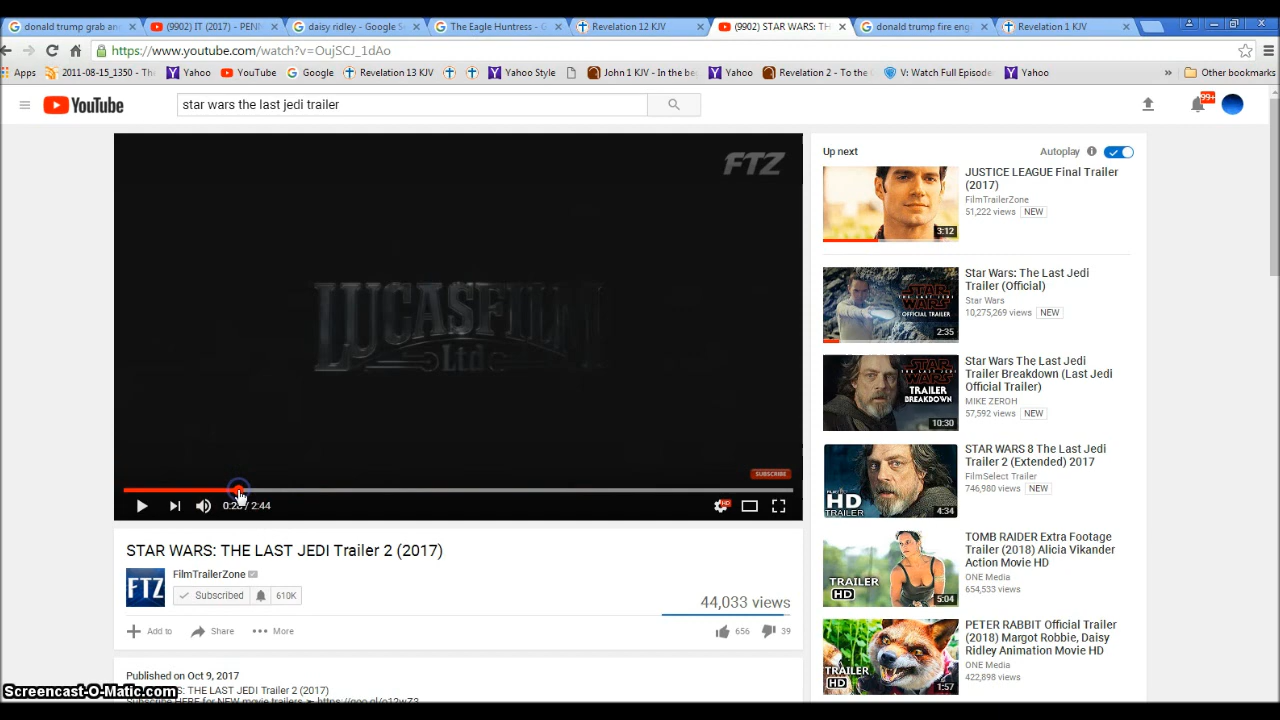 donald trump grab an
(9902) IT (2017) - PENN
daisy ridley - Google S
The Eagle Huntress - G
Revelation 12 KJV
(9902) STAR WARS: TH
donald trump fire eng
Revelation 1 KJV
https://www.youtube.com/watch?v=OujSCJ_1dAo
Apps
2011-08-15_1359_ Th
Yahoo
YouTube
Google
Revelation 13 KJV
Yahoo Style
John 1 KJV - In the be
Yahoo
Revelation 2 - To the
V: Watch Full Episode
Yahoo
»
Other bookmarks
YouTube
star wars the last jedi trailer
99+
FTZ
LUCASFILM
Ltd
SUBSCRIBE
/ 2:44
HD
STAR WARS: THE LAST JEDI Trailer 2 (2017)
FTZ
FilmTrailerZone
Subscribed
610K
44,033 views
Add to
Share
More
656
39
Published on Oct 9, 2017
WARS: THE LAST JEDI Trailer 2 (2017)
Screencast-O-Matic.com
Up next
Autoplay
JUSTICE LEAGUE Final Trailer
(2017)
FilmTrailerZone
51,222 views NEW
3:12
Star Wars: The Last Jedi
Trailer (Official)
Star Wars
10,275,269 views NEW
THE LAST JEDI
OFFICIAL TRAILER
2:35
Star Wars The Last Jedi
Trailer Breakdown (Last Jedi
Official Trailer)
MIKE ZEROH
57,592 views NEW
THE LAST JEDI
TRAILER
BREAKDOWN
10:30
STAR WARS 8 The Last Jedi
Trailer 2 (Extended) 2017
FilmSelect Trailer
746,980 views NEW
HD
TRAILER
4:34
TOMB RAIDER Extra Footage
Trailer (2018) Alicia Vikander
Action Movie HD
ONE Media
654,533 views
TRAILER
HD
5:04
PETER RABBIT Official Trailer
(2018) Margot Robbie, Daisy
Ridley Animation Movie HD
ONE Media
422,898 views
TRAILER
HD
1:57